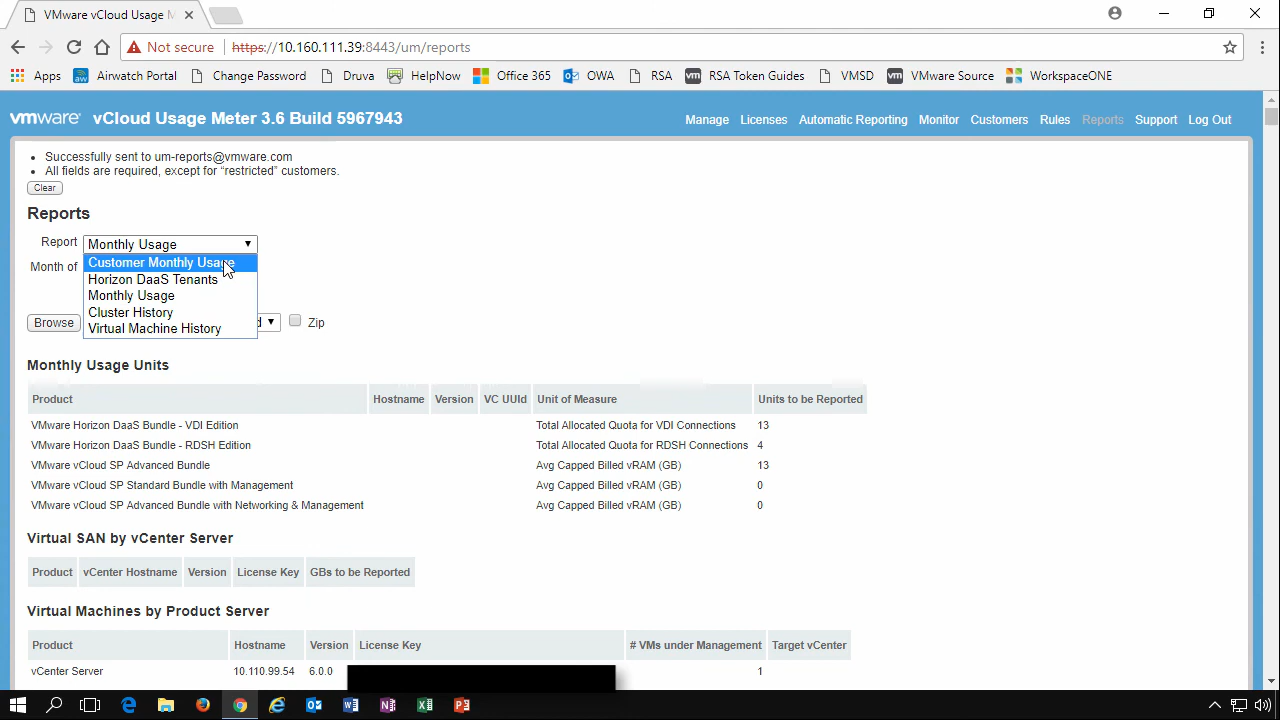 VMware vCloud Usage M
Not secure https://10.160.111.39:8443/um/reports
Apps Airwatch Portal Change Password Druva HelpNow Office 365 OWA RSA RSA Token Guides VMSD VMware Source WorkspaceONE
vmware vCloud Usage Meter 3.6 Build 5967943
Manage Licenses Automatic Reporting Monitor Customers Rules Reports Support Log Out
• Successfully sent to um-reports@vmware.com
• All fields are required, except for “restricted” customers.
Clear
Reports
Report Monthly Usage
Customer Monthly Usage
Month of
Horizon DaaS Tenants
Monthly Usage
Cluster History
Virtual Machine History
Browse d Zip
Monthly Usage Units
Product Hostname Version VC UUId Unit of Measure Units to be Reported
VMware Horizon DaaS Bundle - VDI Edition Total Allocated Quota for VDI Connections 13
VMware Horizon DaaS Bundle - RDSH Edition Total Allocated Quota for RDSH Connections 4
VMware vCloud SP Advanced Bundle Avg Capped Billed vRAM (GB) 13
VMware vCloud SP Standard Bundle with Management Avg Capped Billed vRAM (GB) 0
VMware vCloud SP Advanced Bundle with Networking & Management Avg Capped Billed vRAM (GB) 0
Virtual SAN by vCenter Server
Product vCenter Hostname Version License Key GBs to be Reported
Virtual Machines by Product Server
Product Hostname Version License Key # VMs under Management Target vCenter
vCenter Server 10.110.99.54 6.0.0 1